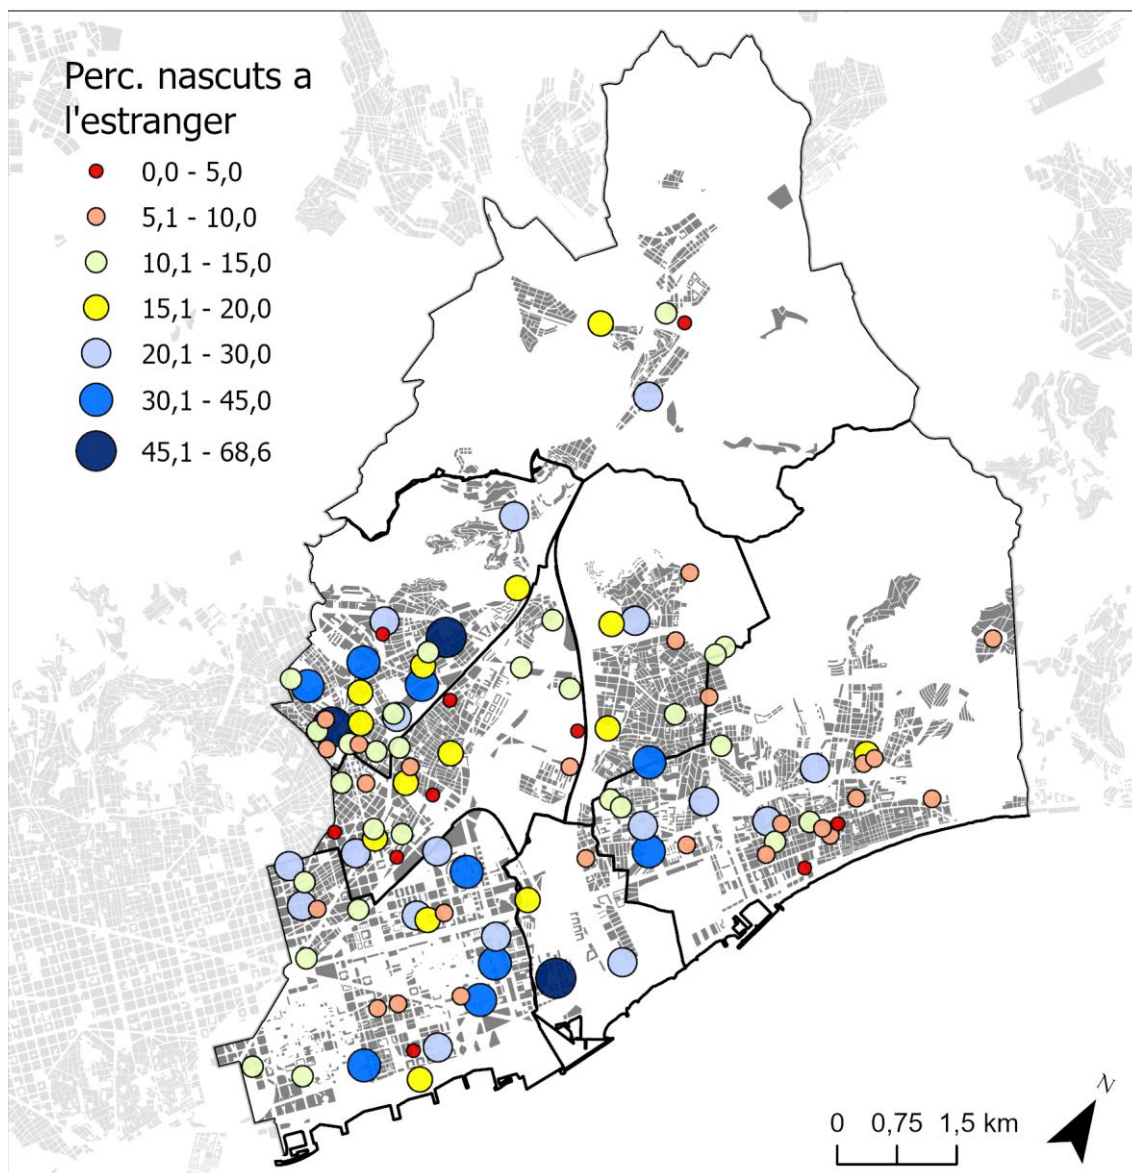 Perc. nascuts a
l'estranger
0,0 - 5,0
5,1 - 10,0
10,1 - 15,0
15,1 - 20,0
20,1 - 30,0
30,1 - 45,0
45,1 - 68,6
N
0 0,75 1,5 km